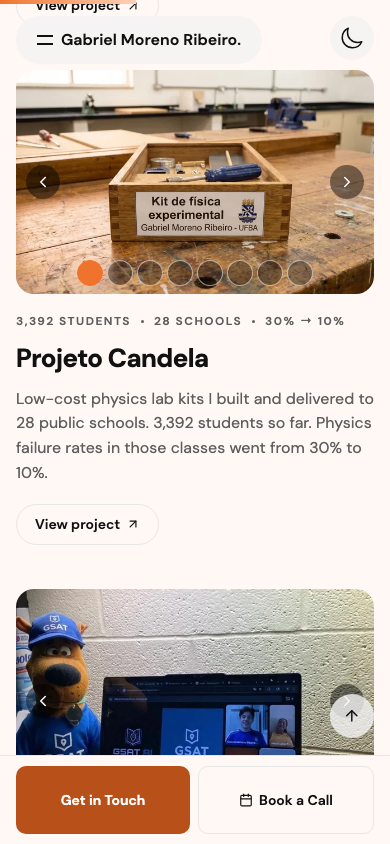 View project
Gabriel Moreno Ribeiro.
Kit de física
experimental
Gabriel Moreno Ribeiro - UFBA
3,392 STUDENTS • 28 SCHOOLS • 30% → 10%
Projeto Candela
Low-cost physics lab kits I built and delivered to
28 public schools. 3,392 students so far. Physics
failure rates in those classes went from 30% to
10%.
View project
GSAT
GSAT AI
GSAT
Get in Touch
Book a Call